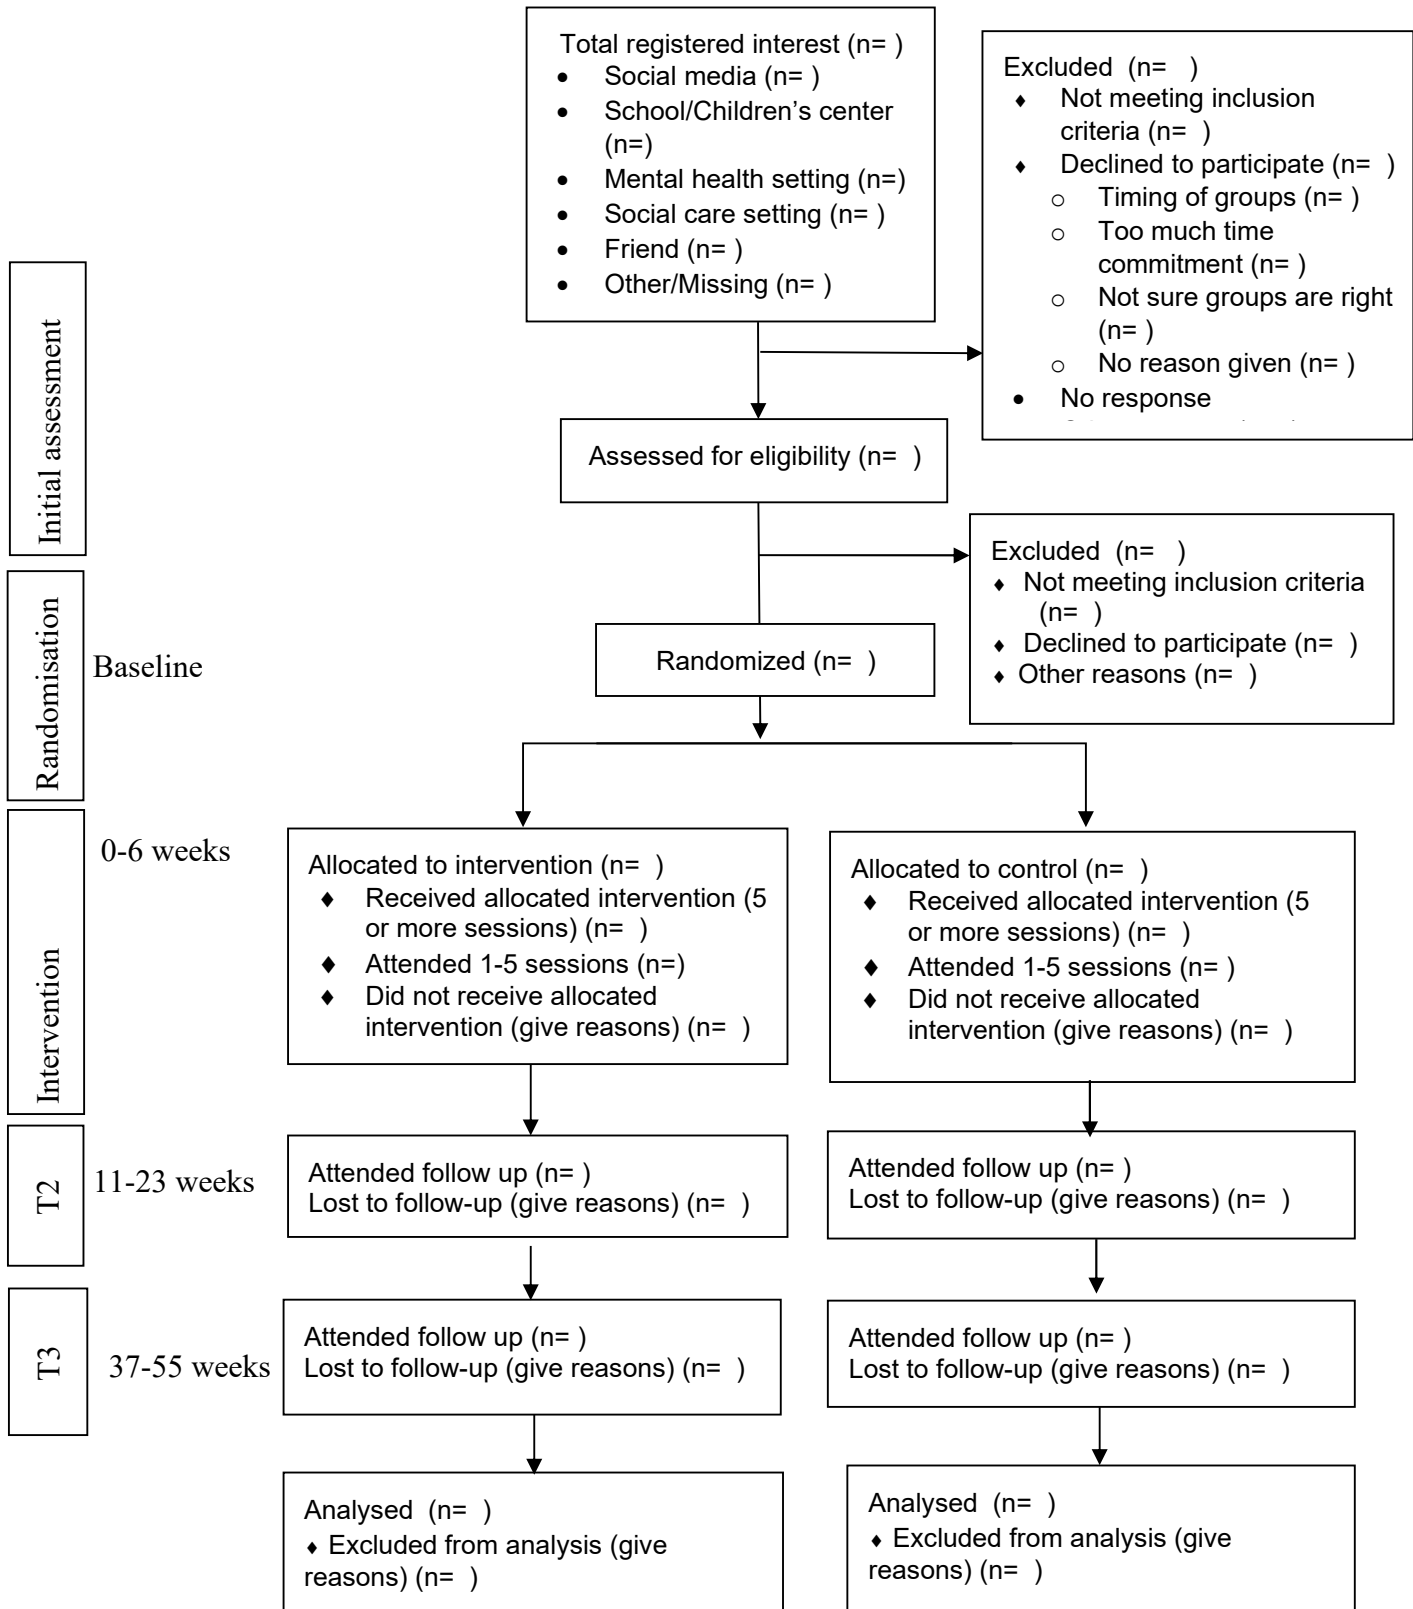 Total registered interest (n= )
• Social media (n= )
• School/Children’s center
(n=)
• Mental health setting (n=)
• Social care setting (n= )
• Friend (n= )
• Other/Missing (n= )
Excluded (n= )
♦ Not meeting inclusion
criteria (n= )
♦ Declined to participate (n= )
o Timing of groups (n= )
o Too much time
commitment (n= )
o Not sure groups are right
(n= )
o No reason given (n= )
• No response
Initial assessment
Assessed for eligibility (n= )
Excluded (n= )
♦ Not meeting inclusion criteria
(n= )
♦ Declined to participate (n= )
♦ Other reasons (n= )
Randomisation
Baseline
Randomized (n= )
Intervention
0-6 weeks
Allocated to intervention (n= )
♦ Received allocated intervention (5
or more sessions) (n= )
♦ Attended 1-5 sessions (n=)
♦ Did not receive allocated
intervention (give reasons) (n= )
Allocated to control (n= )
♦ Received allocated intervention (5
or more sessions) (n= )
♦ Attended 1-5 sessions (n= )
♦ Did not receive allocated
intervention (give reasons) (n= )
T2
11-23 weeks
Attended follow up (n= )
Lost to follow-up (give reasons) (n= )
Attended follow up (n= )
Lost to follow-up (give reasons) (n= )
T3
37-55 weeks
Attended follow up (n= )
Lost to follow-up (give reasons) (n= )
Attended follow up (n= )
Lost to follow-up (give reasons) (n= )
Analysed (n= )
♦ Excluded from analysis (give
reasons) (n= )
Analysed (n= )
♦ Excluded from analysis (give
reasons) (n= )